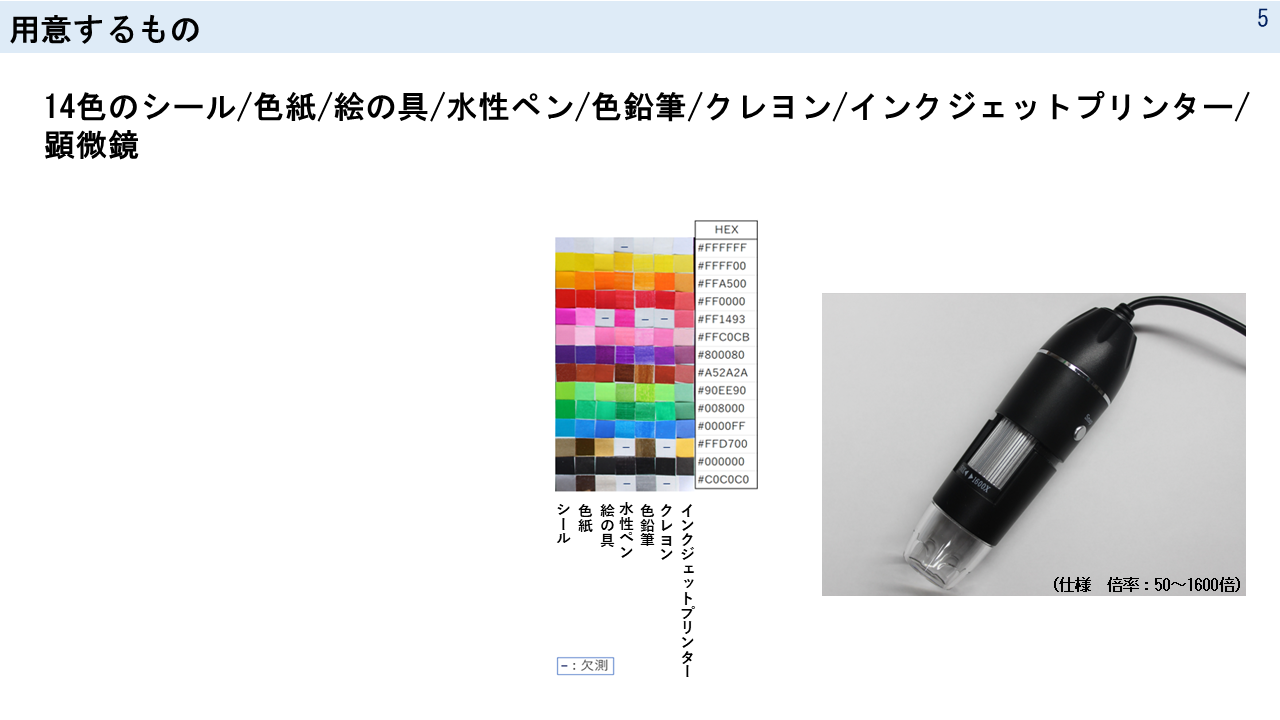 用意するもの
5
14色のシール/色紙/絵の具/水性ペン/色鉛筆/クレヨン/インクジェットプリンター/
顕微鏡
HEX
#FFFFFF
#FFFF00
#FFA500
#FF0000
#FF1493
#FFC0CB
#800080
#A52A2A
#90EE90
#008000
#0000FF
#FFD700
#000000
#C0C0C0
シール
色紙
絵の具
水性ペン
色鉛筆
クレヨン
インクジェットプリンター
−：欠測
1600X
(仕様　倍率：50～1600倍)